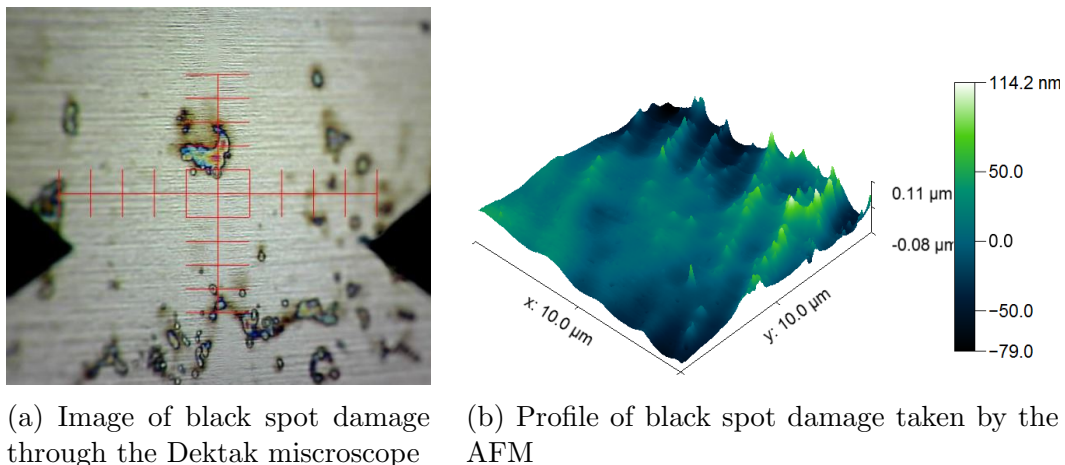 114.2 nm
50.0
0.11 µm
0.0
-0.08 µm
−50.0
−79.0
x: 10.0 µm
y: 10.0 µm
(a) Image of black spot damage
through the Dektak miscroscope
(b) Profile of black spot damage taken by the
AFM